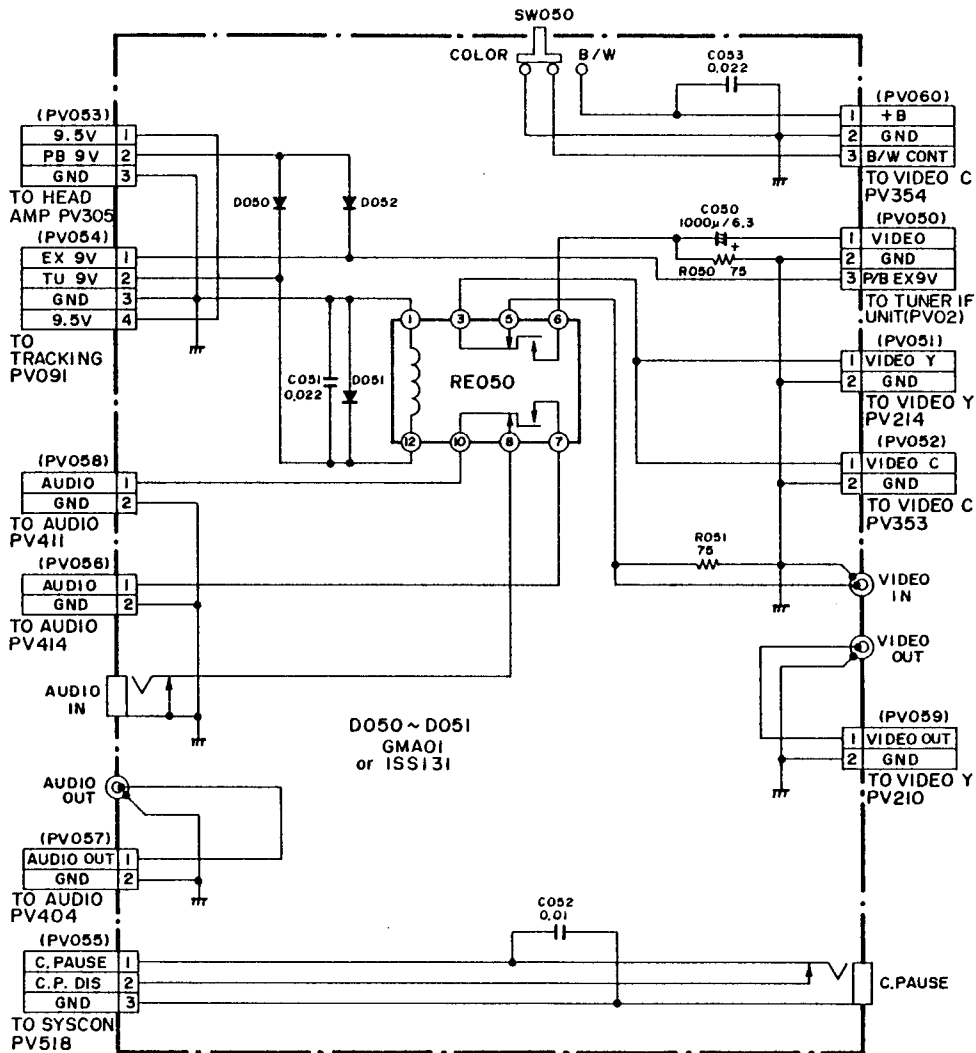 SW050
COLOR B/W
C053
0.022
(PV053)
9.5V 1
PB 9V 2
GND 3
TO HEAD
AMP PV305
(PV054)
EX 9V 1
TU 9V 2
GND 3
9.5V 4
TO
TRACKING
PV091
(PV060)
1 +B
2 GND
3 B/W CONT
TO VIDEO C
PV354
(PV050)
1 VIDEO
2 GND
3 P/B EX9V
TO TUNER IF
UNIT(PV02)
D050
D052
C050
1000μ/6.3
+
R050 75
1 3 5 6
RE050
12 10 8 7
C051
0.022
D051
(PV051)
1 VIDEO Y
2 GND
TO VIDEO Y
PV214
(PV052)
1 VIDEO C
2 GND
TO VIDEO C
PV353
(PV058)
AUDIO 1
GND 2
TO AUDIO
PV411
(PV056)
AUDIO 1
GND 2
TO AUDIO
PV414
R051
75
VIDEO
IN
VIDEO
OUT
AUDIO
IN
D050~D051
GMA01
or ISS131
(PV059)
1 VIDEO OUT
2 GND
TO VIDEO Y
PV210
AUDIO
OUT
(PV057)
AUDIO OUT 1
GND 2
TO AUDIO
PV404
(PV055)
C.PAUSE 1
C.P. DIS 2
GND 3
TO SYSCON
PV518
C052
0.01
C.PAUSE